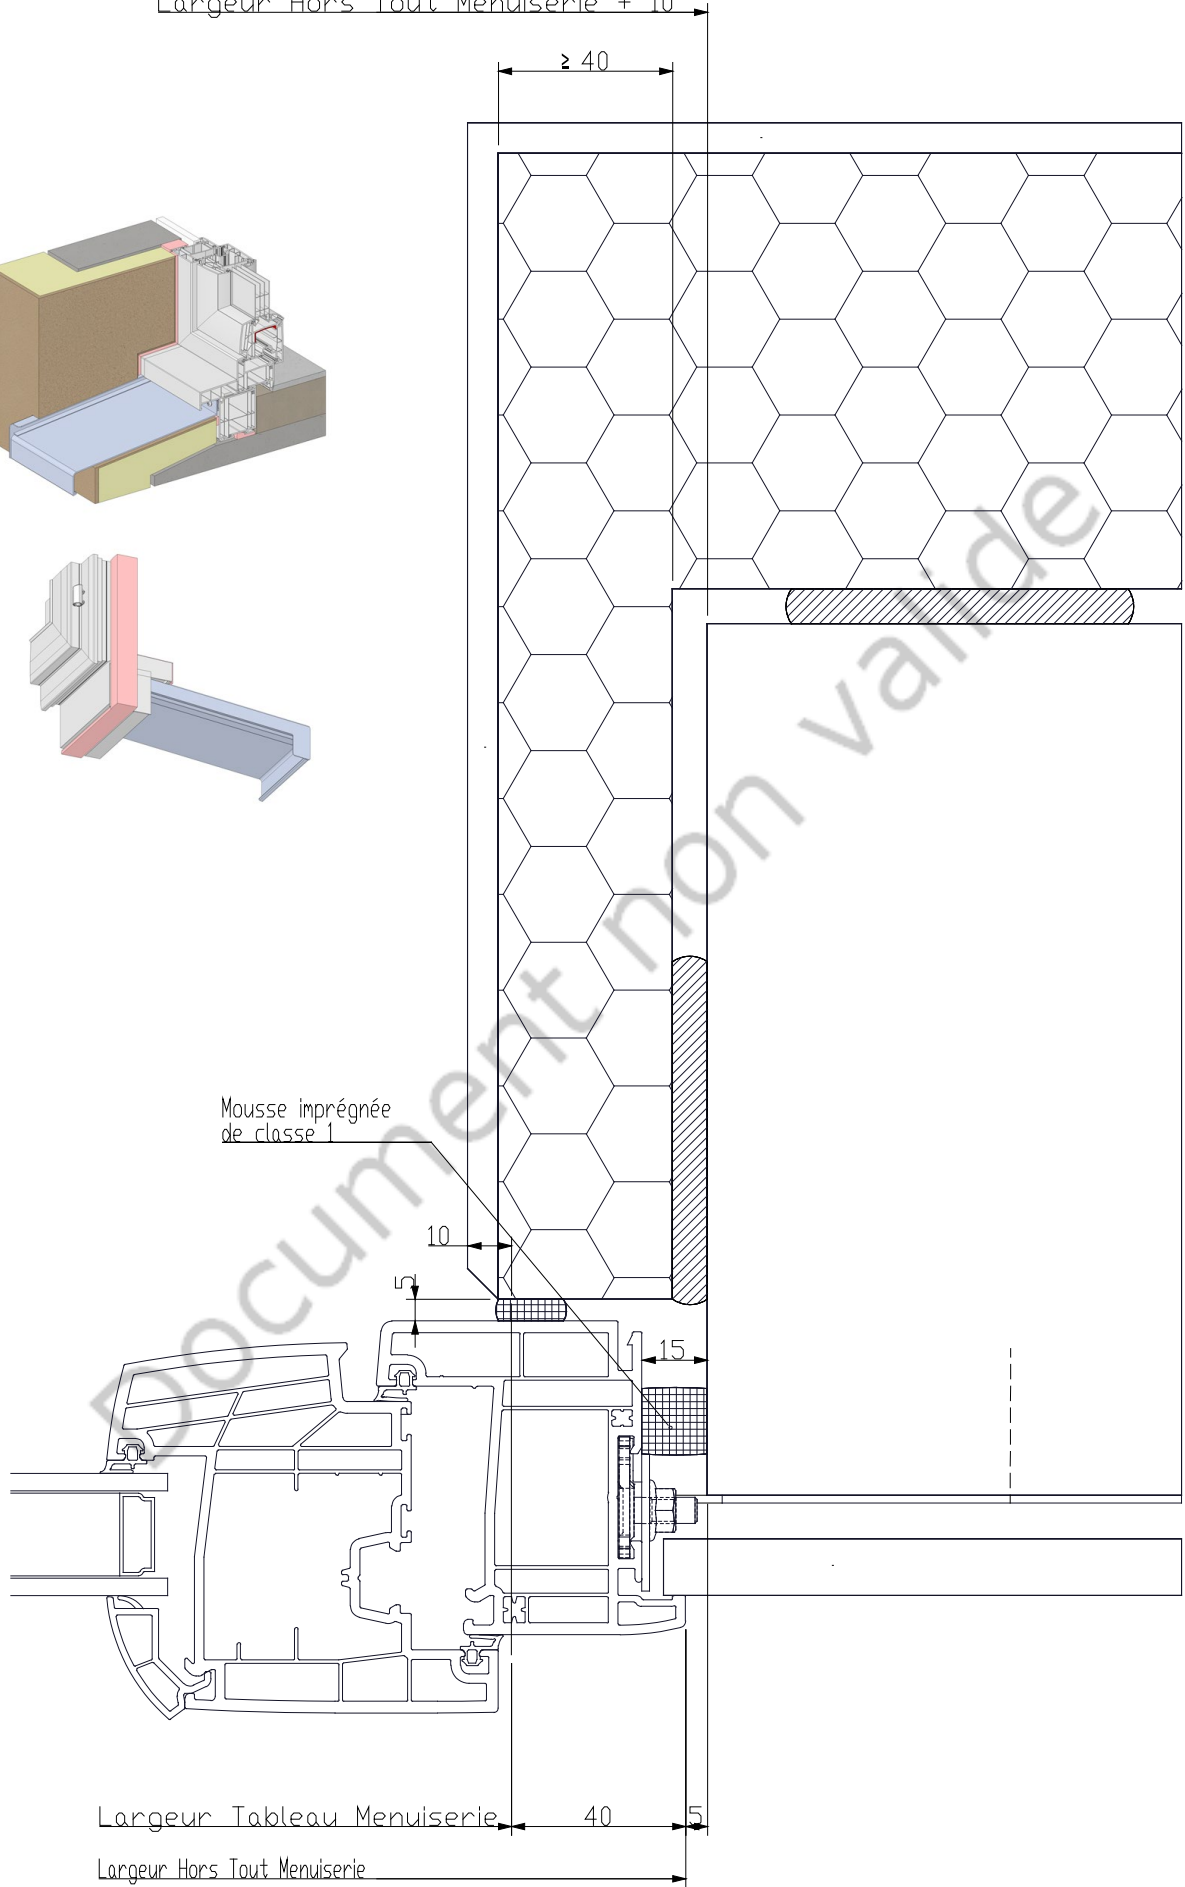 Largeur Hors Tout Menuiserie + 10
≥ 40
Mousse imprégnée
de classe 1
10
5
15
Document non valide
Largeur Tableau Menuiserie
40
5
Largeur Hors Tout Menuiserie